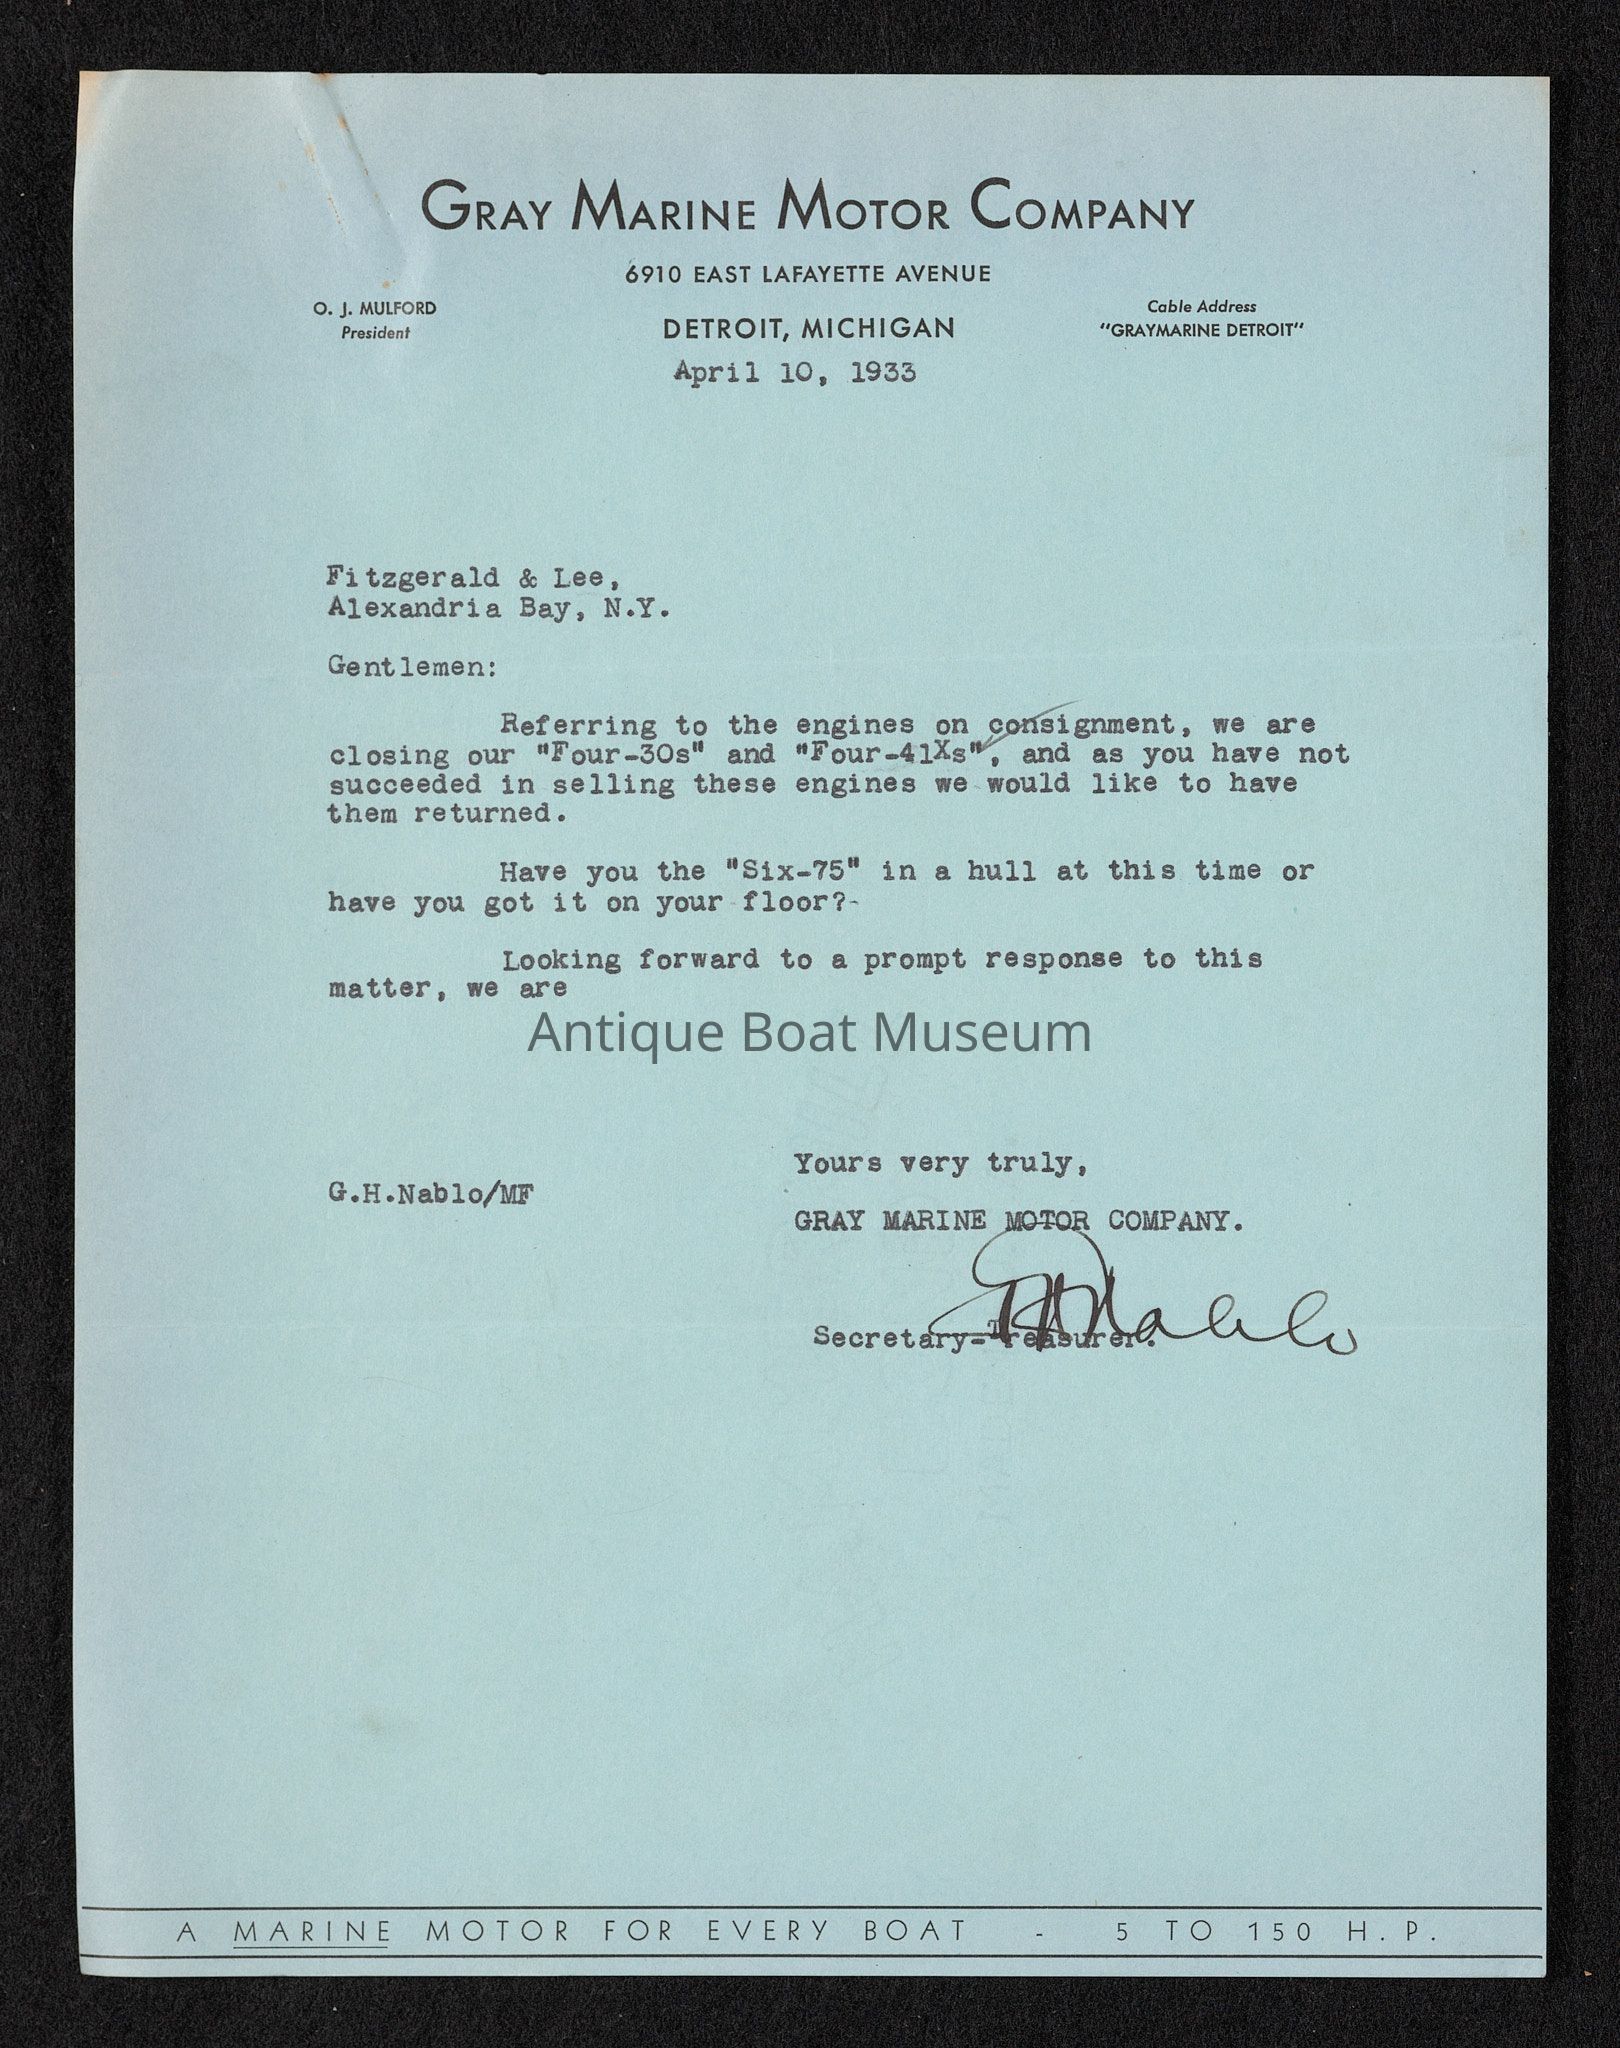 GRAY MARINE MOTOR COMPANY
6910 EAST LAFAYETTE AVENUE
O. J. MULFORD
President
DETROIT, MICHIGAN
Cable Address
"GRAYMARINE DETROIT"
April 10, 1933
Fitzgerald & Lee,
Alexandria Bay, N.Y.
Gentlemen:
Referring to the engines on consignment, we are
closing our "Four-30s" and "Four-41Xs", and as you have not
succeeded in selling these engines we would like to have
them returned.
Have you the "Six-75" in a hull at this time or
have you got it on your floor?-
Looking forward to a prompt response to this
matter, we are
Antique Boat Museum
Yours very truly,
G.H.Nablo/MF
GRAY MARINE MOTOR COMPANY.
GHNablo
Secretary-Treasurer.
A MARINE MOTOR FOR EVERY BOAT - 5 TO 150 H.P.